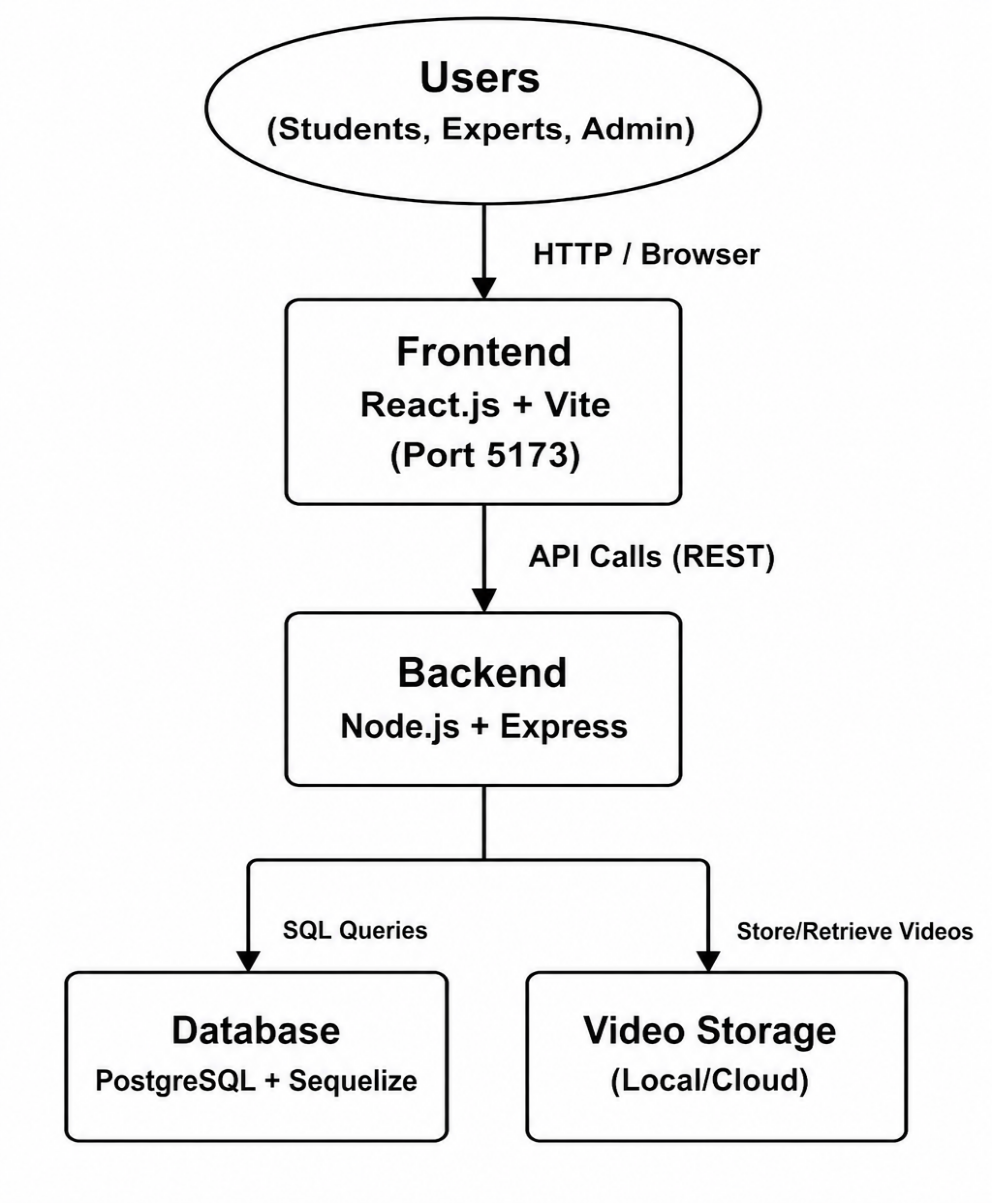 Users
(Students, Experts, Admin)
HTTP / Browser
Frontend
React.js + Vite
(Port 5173)
API Calls (REST)
Backend
Node.js + Express
SQL Queries
Store/Retrieve Videos
Database
PostgreSQL + Sequelize
Video Storage
(Local/Cloud)